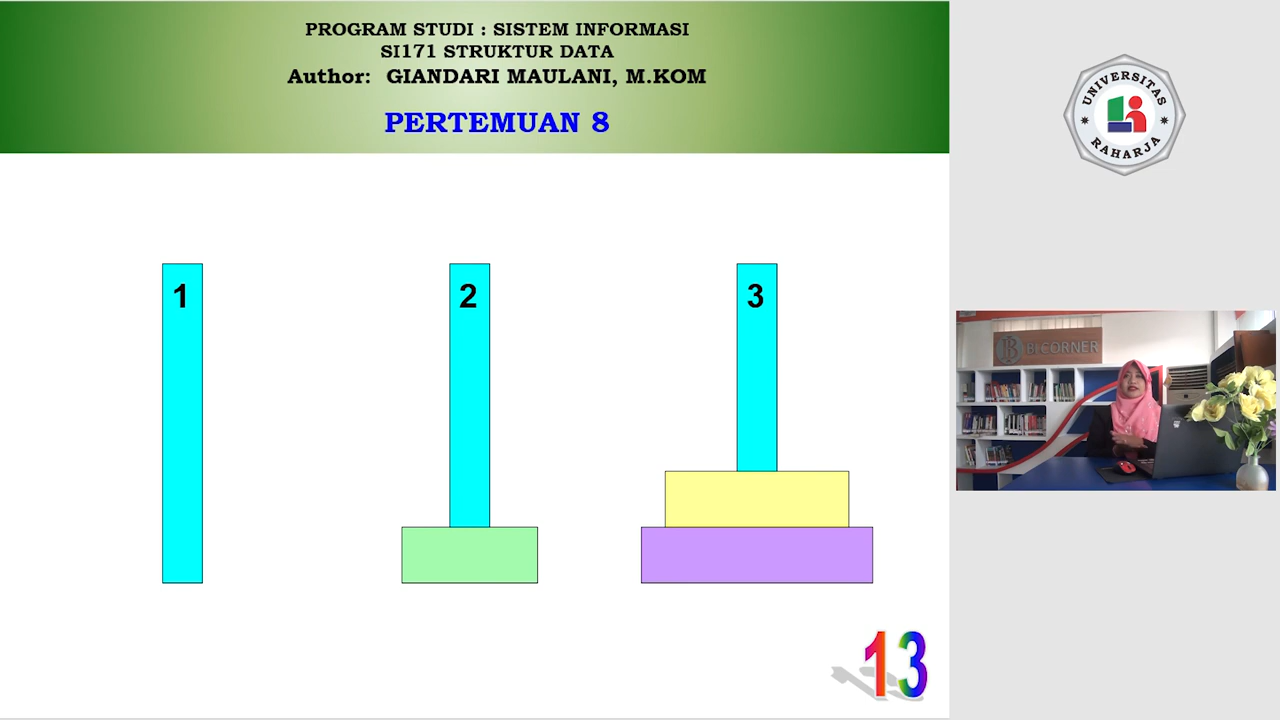 PROGRAM STUDI : SISTEM INFORMASI
SI171 STRUKTUR DATA
Author: GIANDARI MAULANI, M.KOM
PERTEMUAN 8
UNIVERSITAS
RAHARJA
1
2
3
BI CORNER
13